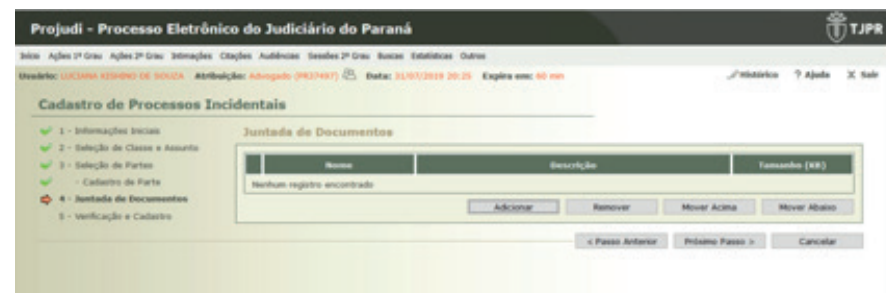 Projudi - Processo Eletrônico do Judiciário do Paraná
TJPR
Início Ações 1º Grau Ações 2º Grau Intimações Citações Audiências Sessões 2º Grau Buscas Estatísticas Outros
Usuário: LUCIANA KISHINO DE SOUZA Atribuição: Advogado (PR37497) Data: 31/07/2019 20:25 Expira em: 60 min Histórico ? Ajuda X Sair
Cadastro de Processos Incidentais
1 - Informações Iniciais
2 - Seleção de Classe e Assunto
3 - Seleção de Partes
- Cadastro de Parte
4 - Juntada de Documentos
5 - Verificação e Cadastro
Juntada de Documentos
Nome Descrição Tamanho (KB)
Nenhum registro encontrado
Adicionar Remover Mover Acima Mover Abaixo
< Passo Anterior Próximo Passo > Cancelar